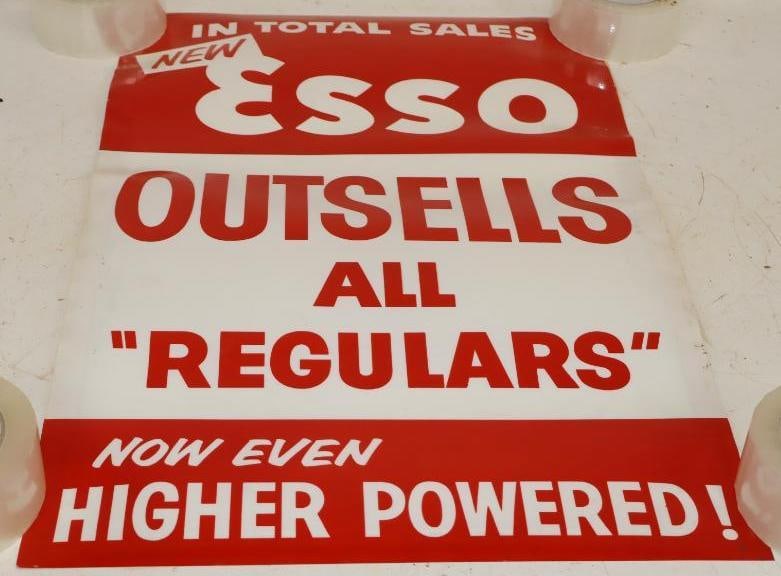 IN TOTAL SALES
NEW
Esso
OUTSELLS
ALL
"REGULARS"
NOW EVEN
HIGHER POWERED!